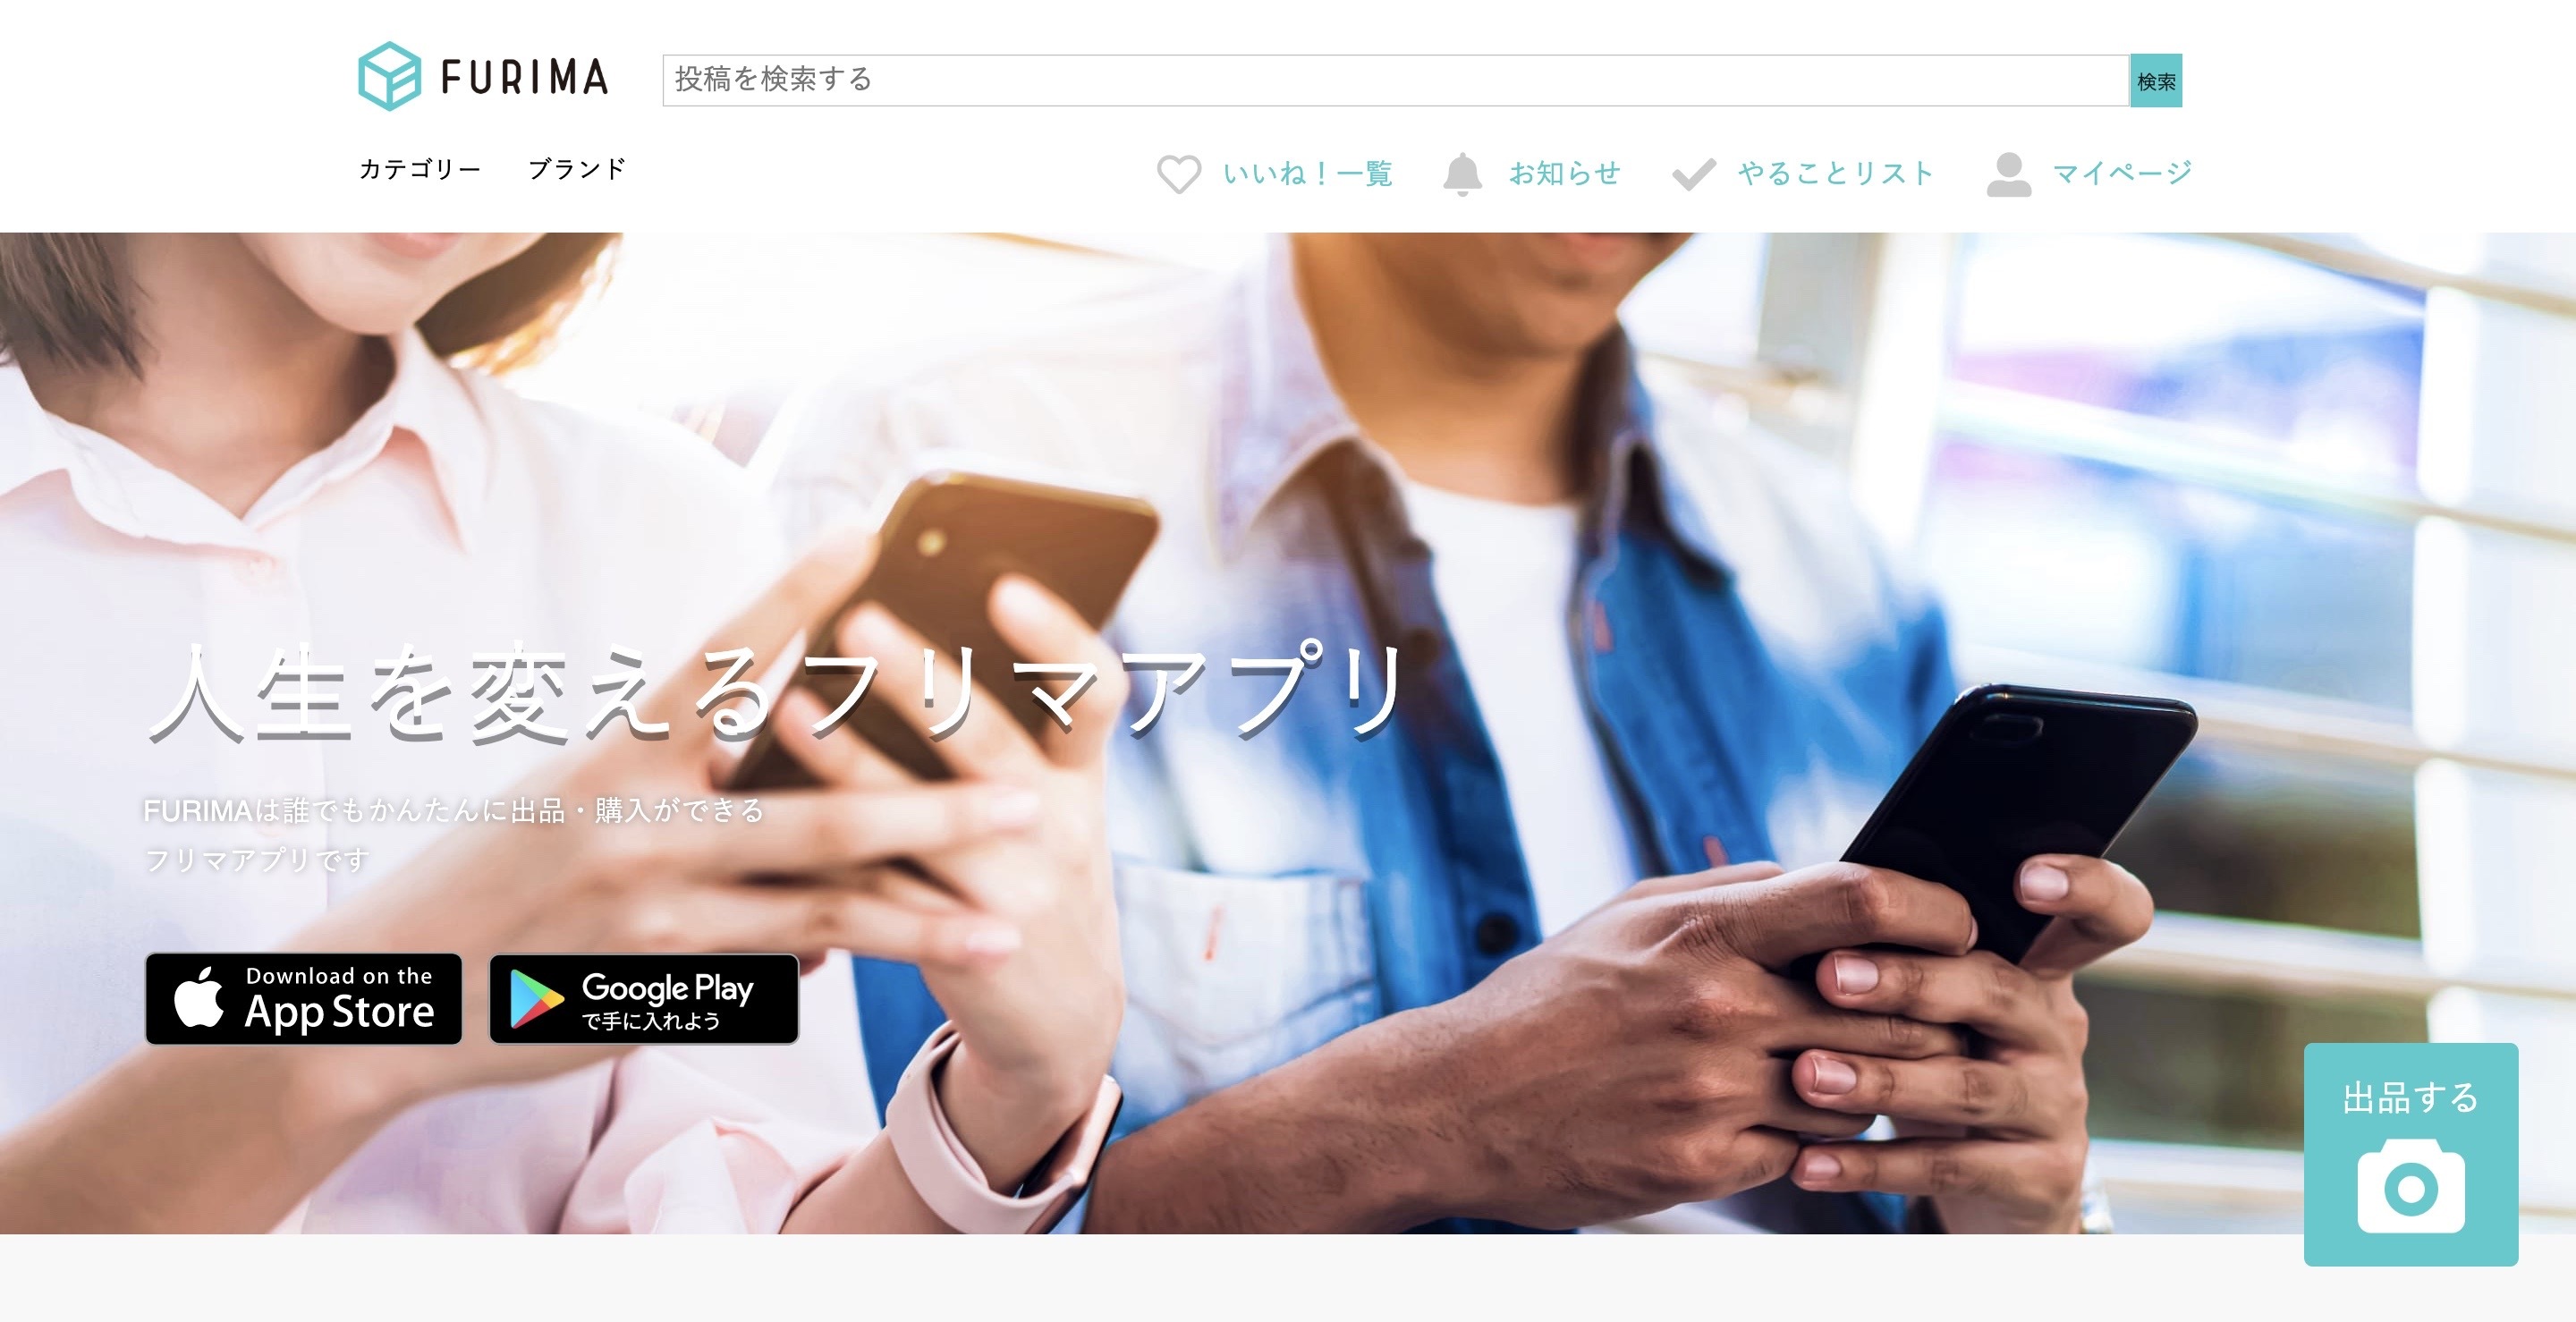 FURIMA
投稿を検索する
検索
カテゴリー
ブランド
いいね！一覧
お知らせ
やることリスト
マイページ
人生を変えるフリマアプリ
FURIMAは誰でもかんたんに出品・購入ができる
フリマアプリです
Download on the
App Store
Google Play
で手に入れよう
出品する